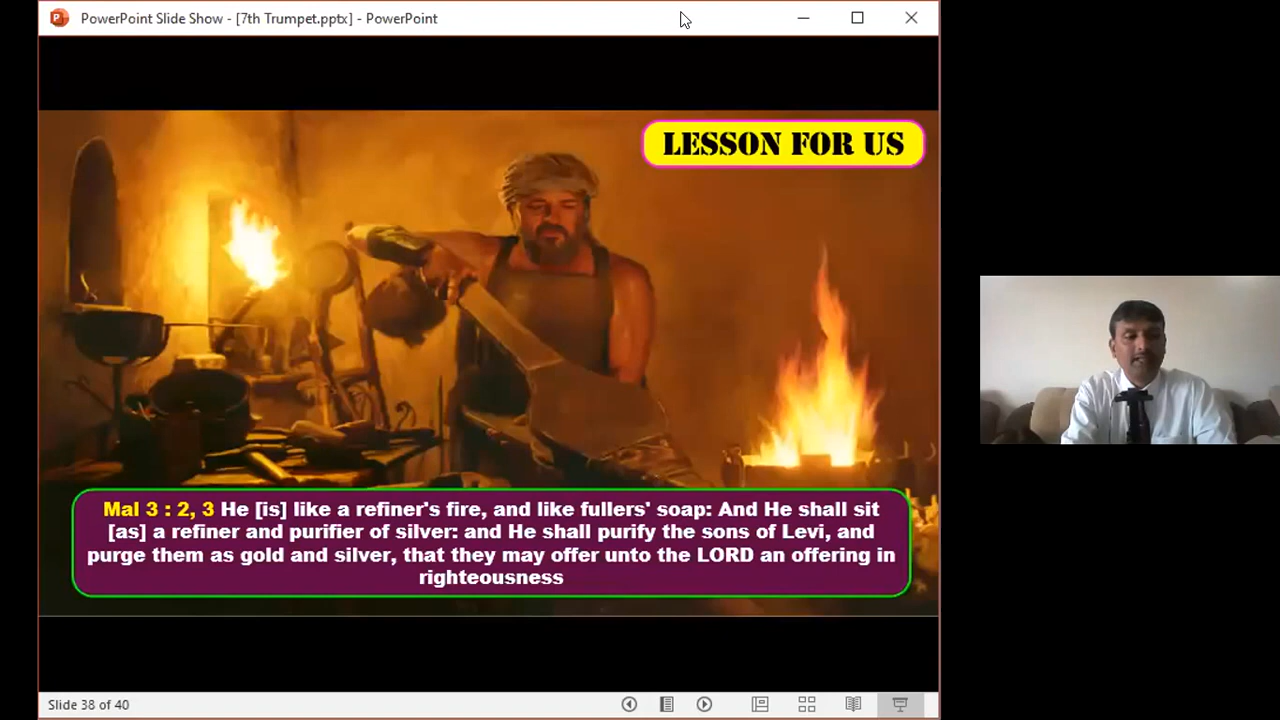 PowerPoint Slide Show - [7th Trumpet.pptx] - PowerPoint
LESSON FOR US
Mal 3 : 2, 3 He [is] like a refiner's fire, and like fullers' soap: And He shall sit
[as] a refiner and purifier of silver: and He shall purify the sons of Levi, and
purge them as gold and silver, that they may offer unto the LORD an offering in
righteousness
Slide 38 of 40